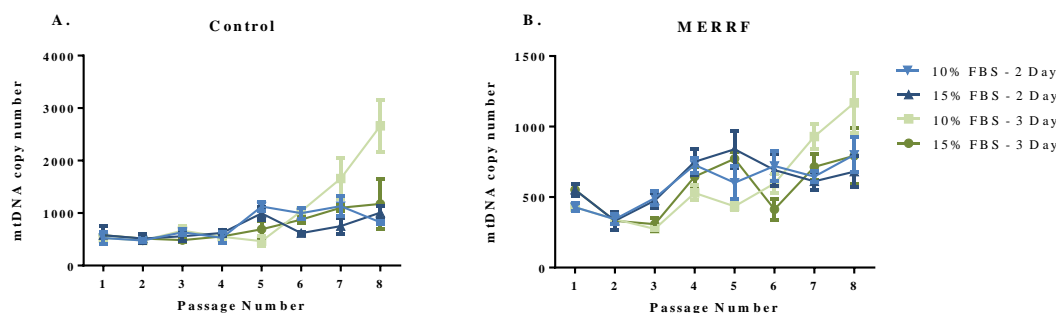 A.
Control
mtDNA copy number
4000
3000
2000
1000
0
1 2 3 4 5 6 7 8
Passage Number
B.
MERRF
mtDNA copy number
1500
1000
500
0
1 2 3 4 5 6 7 8
Passage Number
10% FBS - 2 Day
15% FBS - 2 Day
10% FBS - 3 Day
15% FBS - 3 Day